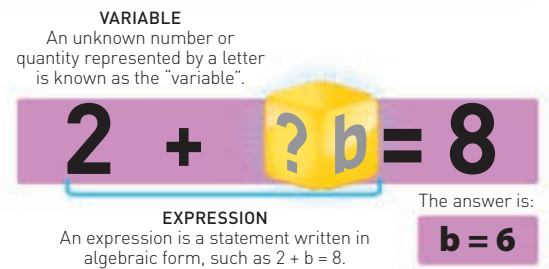 VARIABLE
An unknown number or
quantity represented by a letter
is known as the “variable”.
2 + ? b = 8
EXPRESSION
An expression is a statement written in
algebraic form, such as 2 + b = 8.
The answer is:
b = 6